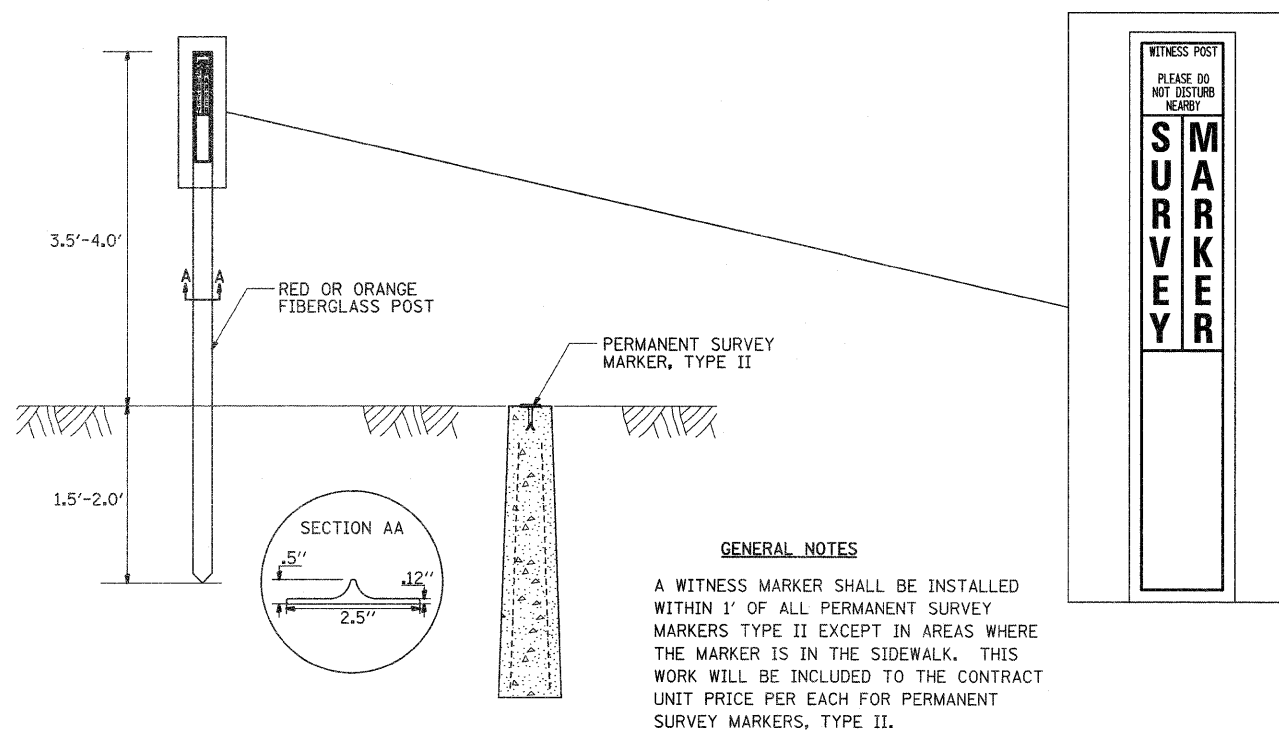 WITNESS POST
PLEASE DO
NOT DISTURB
NEARBY
SURVEY
MARKER
3.5'-4.0'
A A
RED OR ORANGE
FIBERGLASS POST
PERMANENT SURVEY
MARKER, TYPE II
1.5'-2.0'
SECTION AA
.5"
.12"
2.5"
GENERAL NOTES
A WITNESS MARKER SHALL BE INSTALLED
WITHIN 1' OF ALL PERMANENT SURVEY
MARKERS TYPE II EXCEPT IN AREAS WHERE
THE MARKER IS IN THE SIDEWALK. THIS
WORK WILL BE INCLUDED TO THE CONTRACT
UNIT PRICE PER EACH FOR PERMANENT
SURVEY MARKERS, TYPE II.